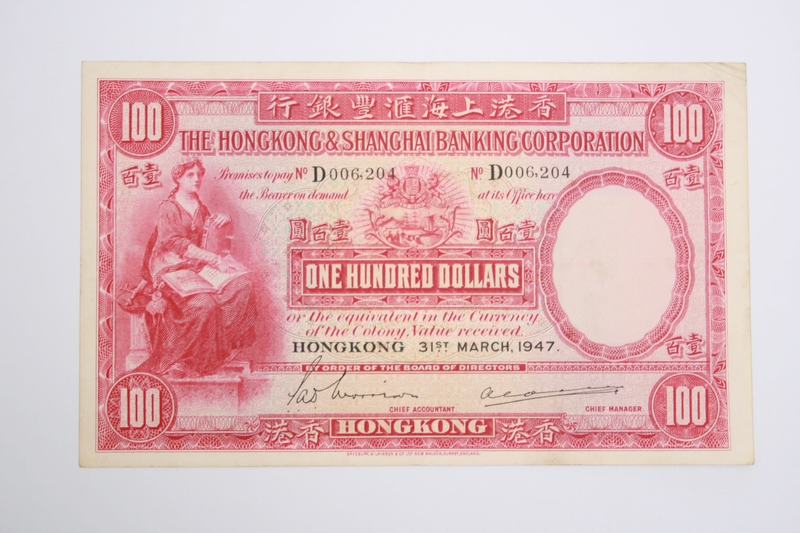 100 行銀豐滙海上港香 100
THE HONGKONG & SHANGHAI BANKING CORPORATION
百壹 Promises to pay Nº D006,204 Nº D006,204 百壹
the Bearer on demand at its Office here
圓百壹 圓百壹
ONE HUNDRED DOLLARS
or the equivalent in the Currency
of the Colony, Value received.
HONGKONG 31ST MARCH, 1947. 百壹
BY ORDER OF THE BOARD OF DIRECTORS
CHIEF ACCOUNTANT CHIEF MANAGER
100 港香 HONGKONG 港香 100